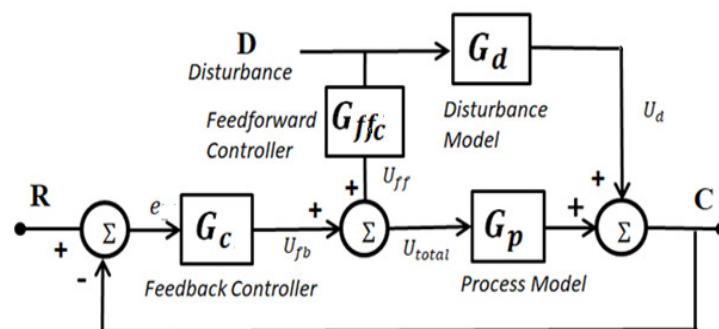 D
Disturbance
G_d
Feedforward
Controller
G_ffc
Disturbance
Model
U_d
+
U_ff
+
R
e
+
C
Σ
G_c
Σ
G_p
+
Σ
+
U_fb
U_total
-
Feedback Controller
Process Model